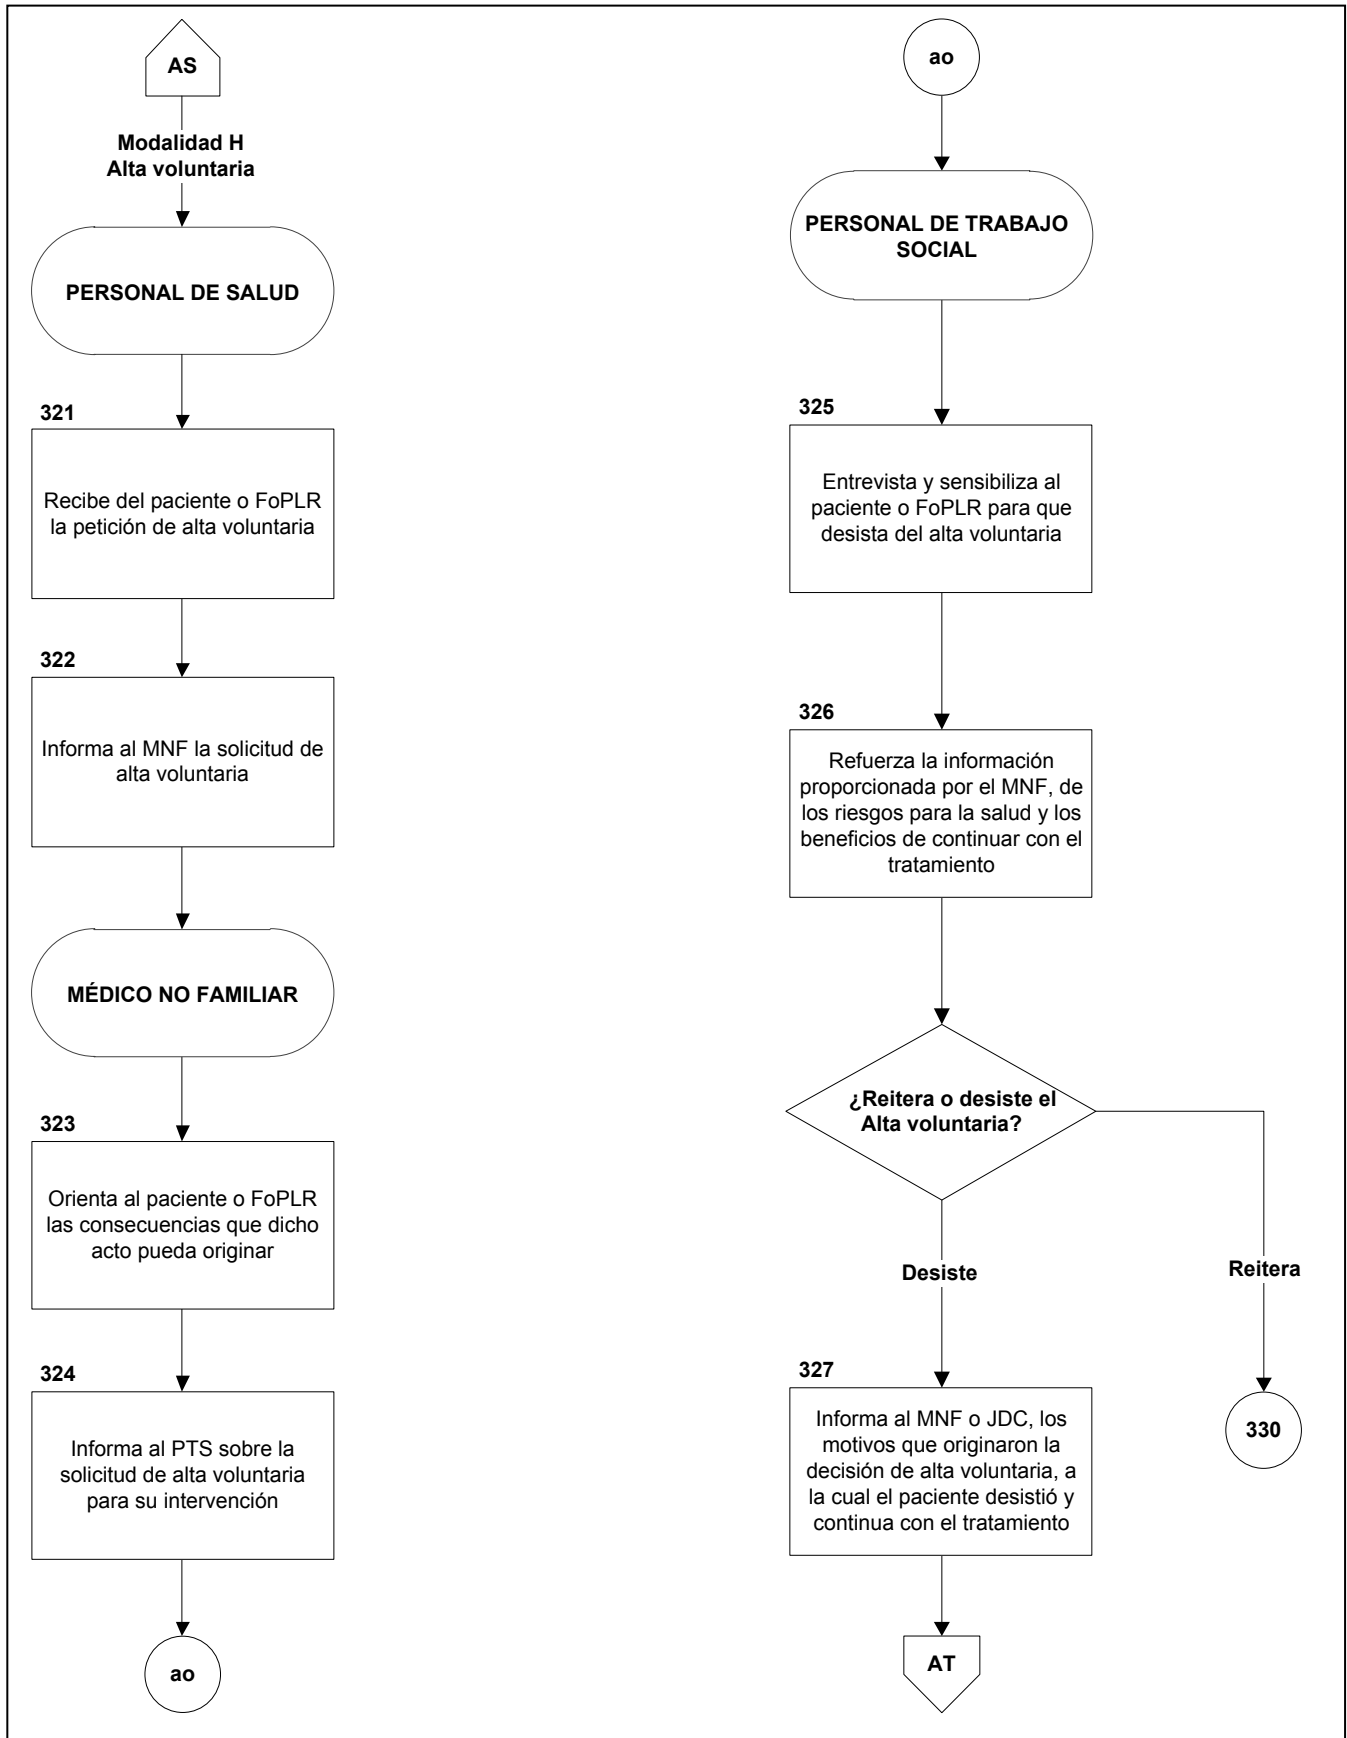 AS
Modalidad H
Alta voluntaria
PERSONAL DE SALUD
321
Recibe del paciente o FoPLR
la petición de alta voluntaria
322
Informa al MNF la solicitud de
alta voluntaria
MÉDICO NO FAMILIAR
323
Orienta al paciente o FoPLR
las consecuencias que dicho
acto pueda originar
324
Informa al PTS sobre la
solicitud de alta voluntaria
para su intervención
ao
ao
PERSONAL DE TRABAJO
SOCIAL
325
Entrevista y sensibiliza al
paciente o FoPLR para que
desista del alta voluntaria
326
Refuerza la información
proporcionada por el MNF, de
los riesgos para la salud y los
beneficios de continuar con el
tratamiento
¿Reitera o desiste el
Alta voluntaria?
Desiste
Reitera
327
Informa al MNF o JDC, los
motivos que originaron la
decisión de alta voluntaria, a
la cual el paciente desistió y
continua con el tratamiento
330
AT